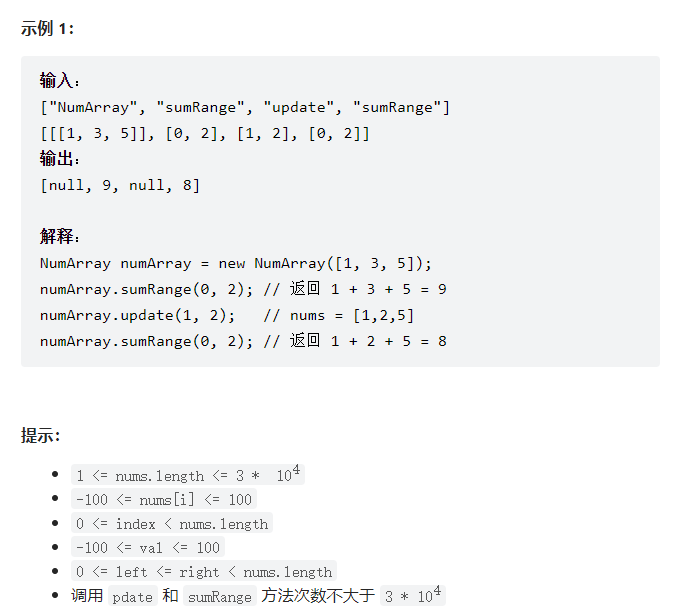 示例 1：
输入：
["NumArray", "sumRange", "update", "sumRange"]
[[[1, 3, 5]], [0, 2], [1, 2], [0, 2]]
输出：
[null, 9, null, 8]
解释：
NumArray numArray = new NumArray([1, 3, 5]);
numArray.sumRange(0, 2); // 返回 1 + 3 + 5 = 9
numArray.update(1, 2);   // nums = [1,2,5]
numArray.sumRange(0, 2); // 返回 1 + 2 + 5 = 8
提示：
1 <= nums.length <= 3 * 10⁴
-100 <= nums[i] <= 100
0 <= index < nums.length
-100 <= val <= 100
0 <= left <= right < nums.length
调用 pdate 和 sumRange 方法次数不大于 3 * 10⁴